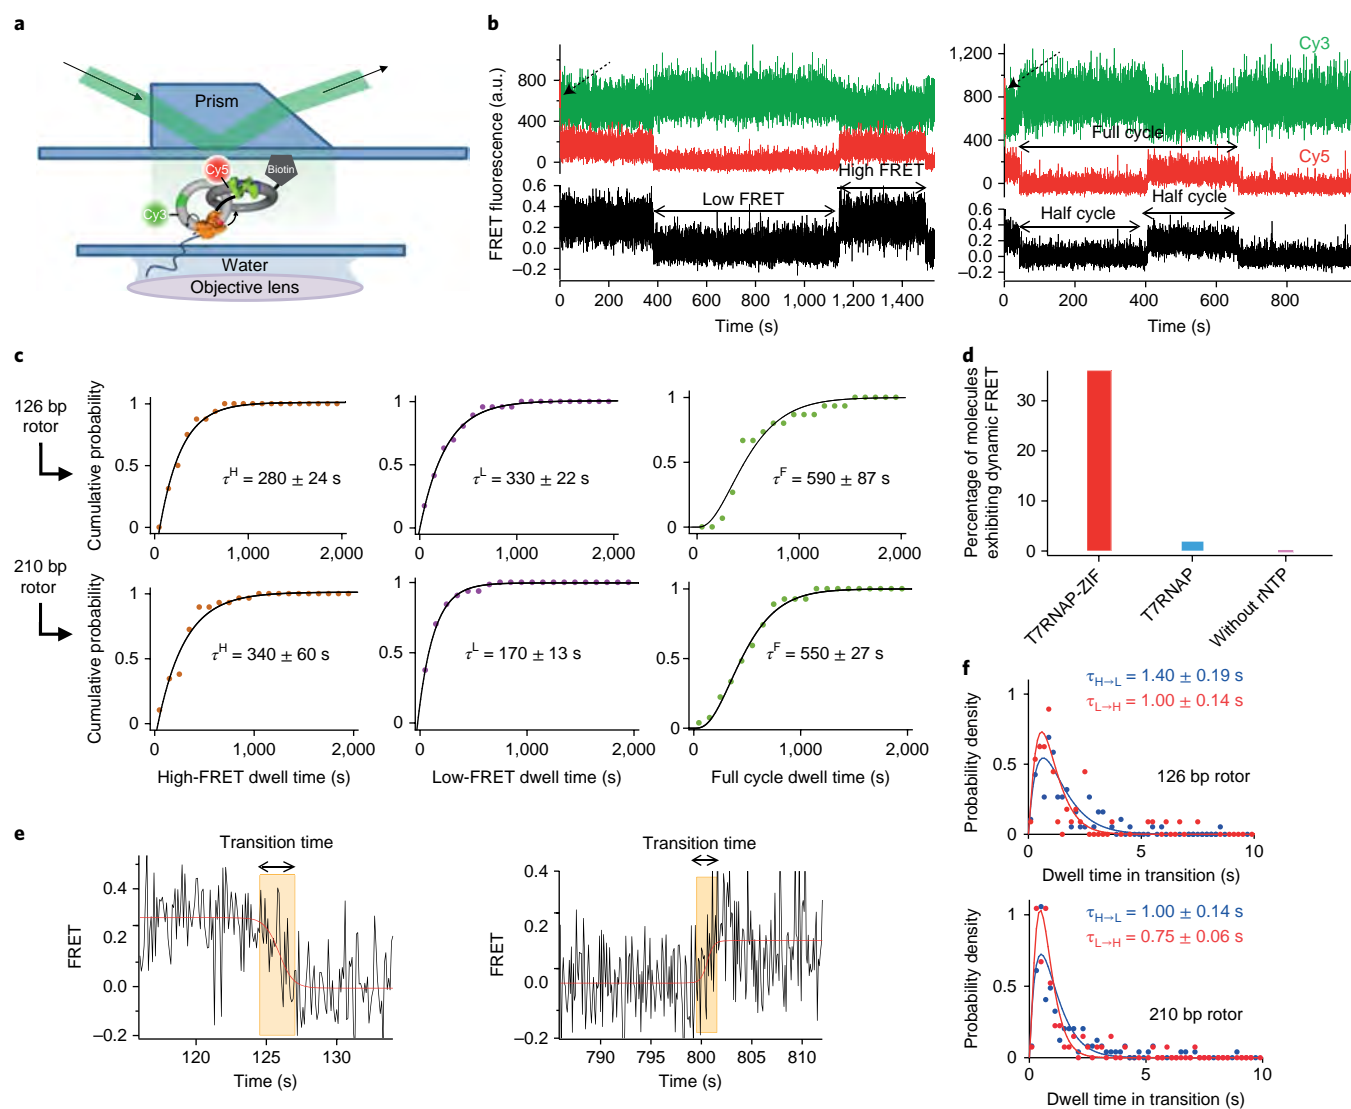 a
Prism
Cy5
Biotin
Cy3
Water
Objective lens
b
FRET fluorescence (a.u.)
800
400
0
0.6
0.4
0.2
0.0
–0.2
High FRET
Low FRET
0 200 400 600 800 1,000 1,200 1,400
Time (s)
Cy3
1,200
800
400
0
Full cycle
Cy5
Half cycle
Half cycle
0.6
0.4
0.2
0.0
–0.2
0 200 400 600 800
Time (s)
c
126 bp
rotor
Cumulative probability
1
0.5
0
τH = 280 ± 24 s
0 1,000 2,000
1
0.5
0
τL = 330 ± 22 s
0 1,000 2,000
1
0.5
0
τF = 590 ± 87 s
0 1,000 2,000
210 bp
rotor
Cumulative probability
1
0.5
0
τH = 340 ± 60 s
0 1,000 2,000
High-FRET dwell time (s)
1
0.5
0
τL = 170 ± 13 s
0 1,000 2,000
Low-FRET dwell time (s)
1
0.5
0
τF = 550 ± 27 s
0 1,000 2,000
Full cycle dwell time (s)
d
Percentage of molecules
exhibiting dynamic FRET
30
20
10
0
T7RNAP-ZIF
T7RNAP
Without rNTP
e
Transition time
FRET
0.4
0.2
0.0
–0.2
120 125 130
Time (s)
Transition time
FRET
0.4
0.2
0.0
–0.2
790 795 800 805 810
Time (s)
f
τH→L = 1.40 ± 0.19 s
τL→H = 1.00 ± 0.14 s
Probability density
1
0.5
0
126 bp rotor
0 5 10
Dwell time in transition (s)
τH→L = 1.00 ± 0.14 s
τL→H = 0.75 ± 0.06 s
Probability density
1
0.5
0
210 bp rotor
0 5 10
Dwell time in transition (s)